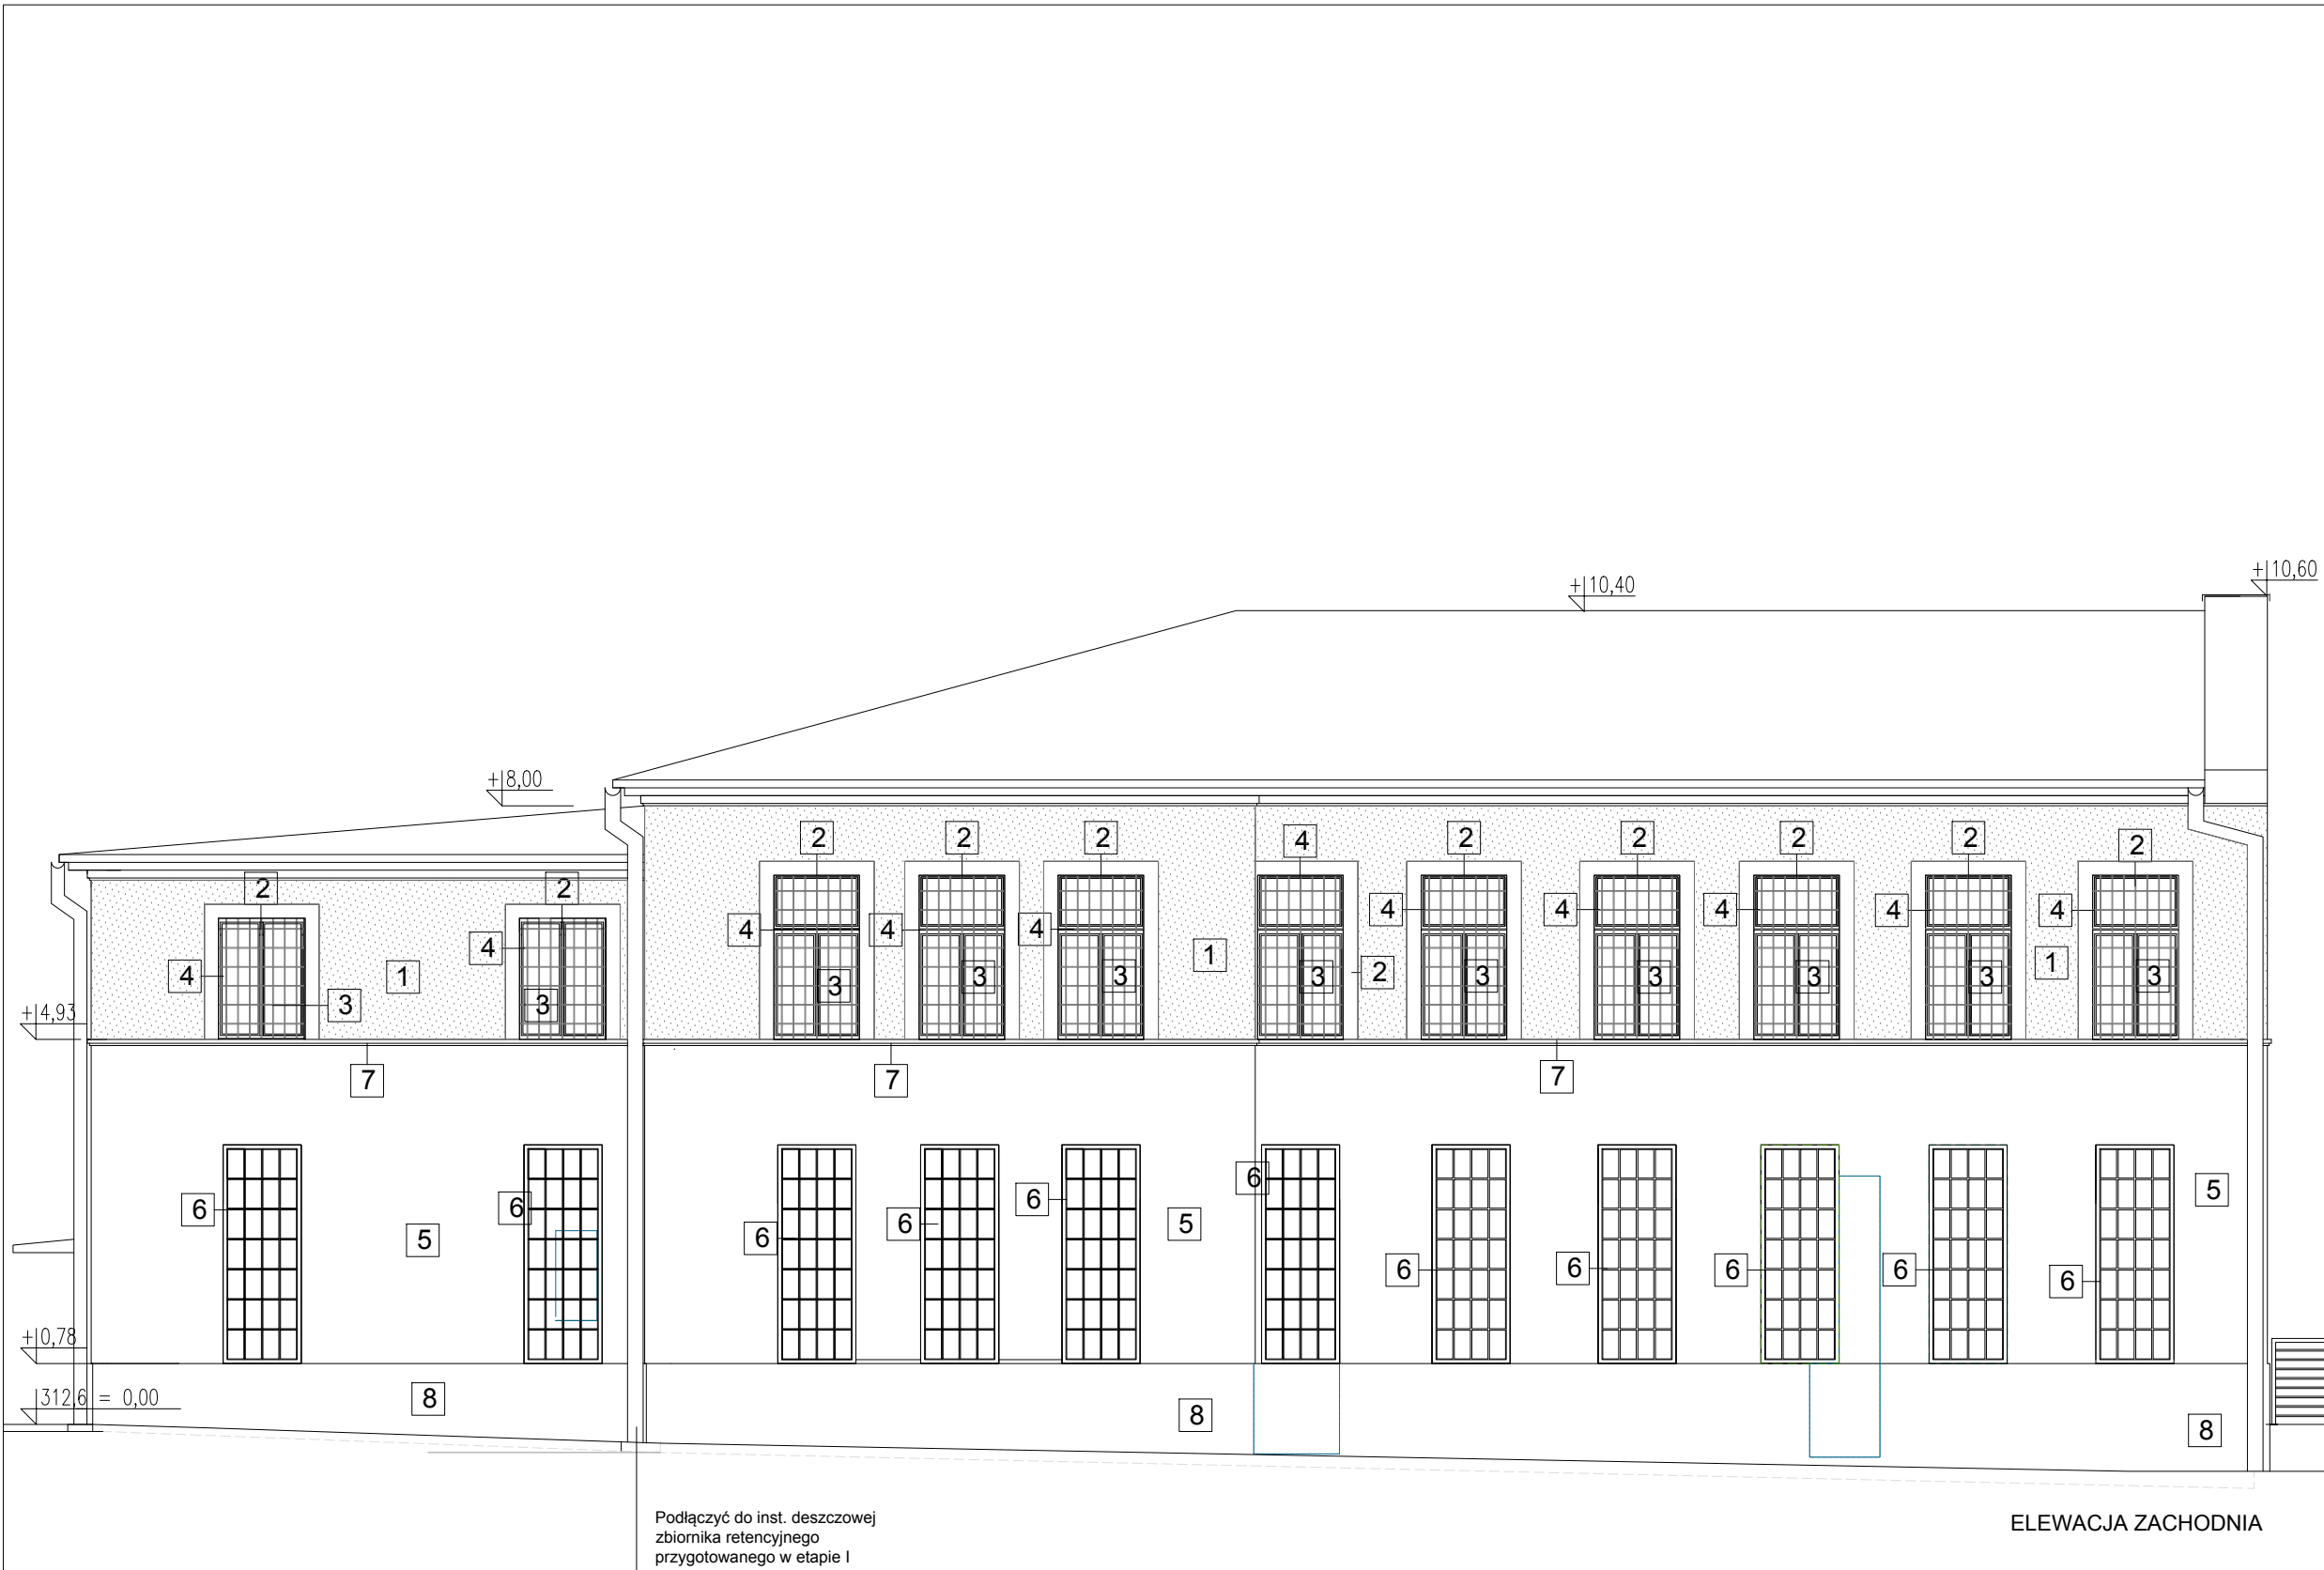 +10,60
+10,40
+8,00
2 2 2 4 2 2 2 2 2
2 2
4 4 4 4 4
4 4 4
4
1 1
4 1 3 3 3 3 2 3 3 3 3 3
3
3 3
+4,93
7 7 7
6
5
6
6 6
6 5
5 6
6 6 6 6
6
+0,78
312,6 = 0,00
8 8
8
Podłączyć do inst. deszczowej
zbiornika retencyjnego
przygotowanego w etapie I
ELEWACJA ZACHODNIA